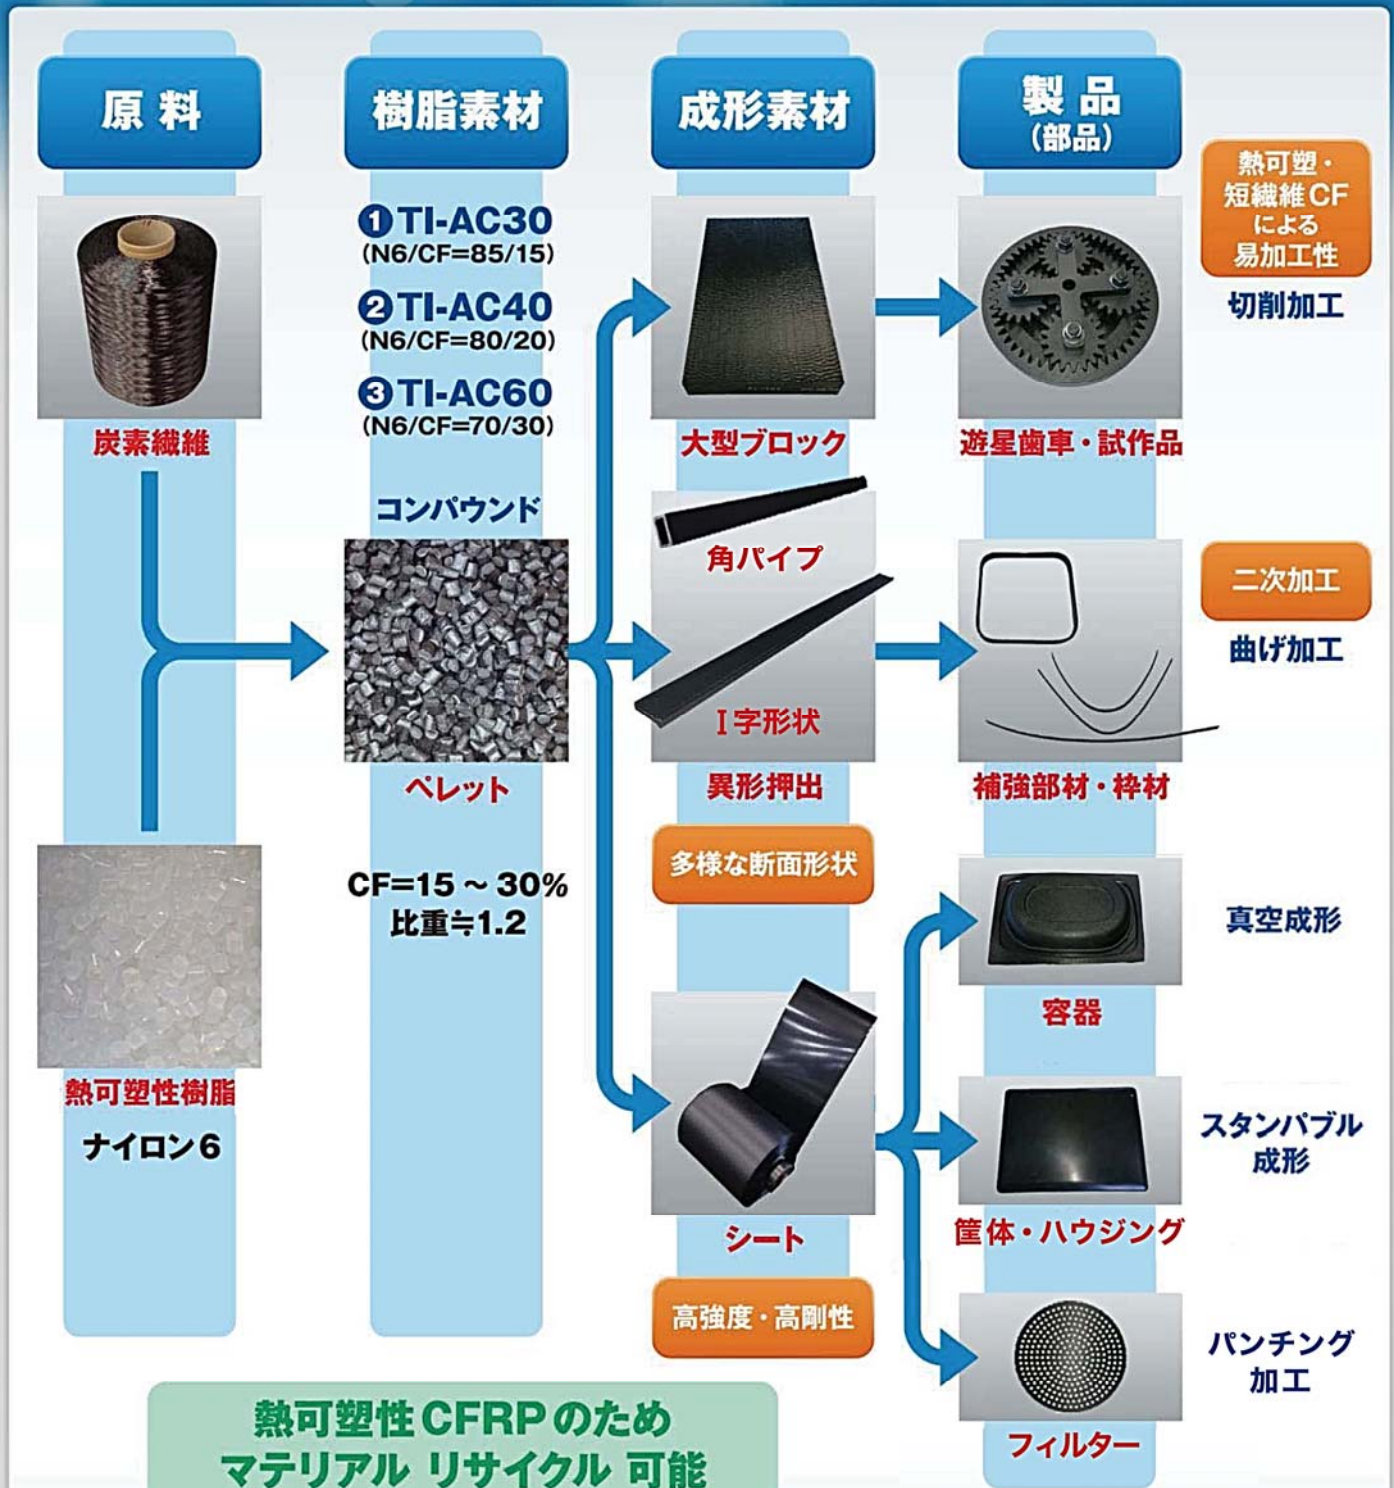 原料
樹脂素材
成形素材
製品
(部品)
炭素繊維
熱可塑性樹脂
ナイロン6
❶TI-AC30
(N6/CF=85/15)
❷TI-AC40
(N6/CF=80/20)
❸TI-AC60
(N6/CF=70/30)
コンパウンド
ペレット
CF=15 ～ 30%
比重≒1.2
大型ブロック
角パイプ
I字形状
異形押出
多様な断面形状
シート
高強度・高剛性
遊星歯車・試作品
補強部材・枠材
容器
筐体・ハウジング
フィルター
熱可塑・
短繊維CF
による
易加工性
切削加工
二次加工
曲げ加工
真空成形
スタンパブル
成形
パンチング
加工
熱可塑性CFRPのため
マテリアル リサイクル 可能